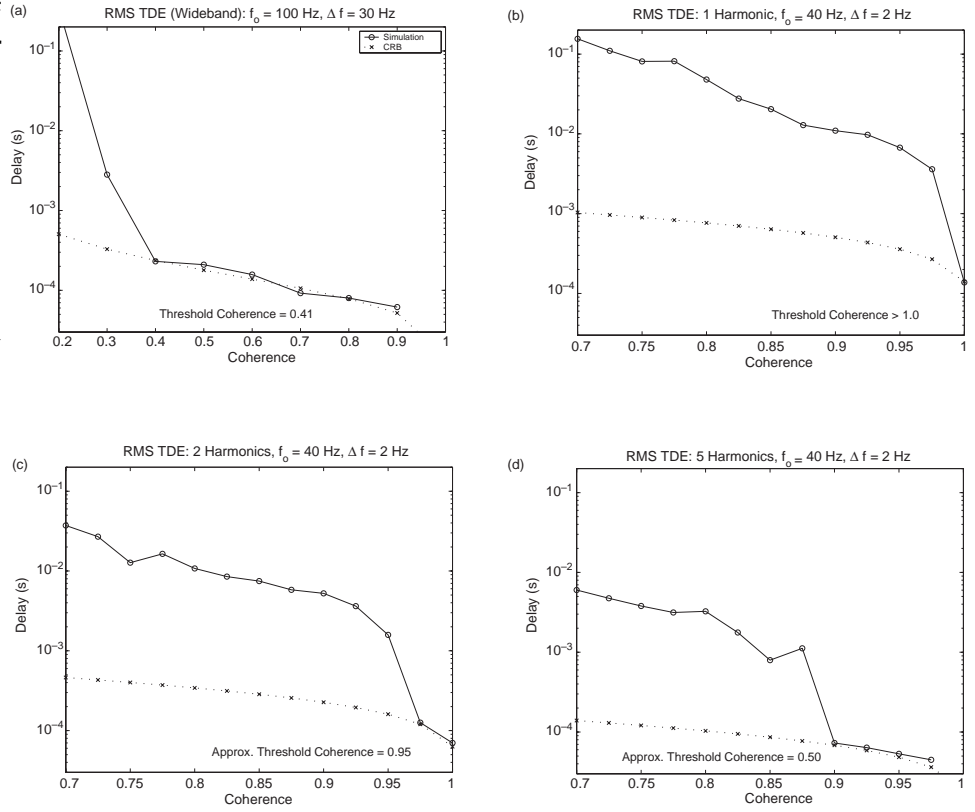 (a)
RMS TDE (Wideband): fo = 100 Hz, Δ f = 30 Hz
Simulation
CRB
10−1
10−2
10−3
10−4
Delay (s)
Threshold Coherence = 0.41
0.2 0.3 0.4 0.5 0.6 0.7 0.8 0.9 1
Coherence
(b)
RMS TDE: 1 Harmonic, fo = 40 Hz, Δ f = 2 Hz
10−1
10−2
10−3
10−4
Delay (s)
Threshold Coherence > 1.0
0.7 0.75 0.8 0.85 0.9 0.95 1
Coherence
(c)
RMS TDE: 2 Harmonics, fo = 40 Hz, Δ f = 2 Hz
10−1
10−2
10−3
10−4
Delay (s)
Approx. Threshold Coherence = 0.95
0.7 0.75 0.8 0.85 0.9 0.95 1
Coherence
(d)
RMS TDE: 5 Harmonics, fo = 40 Hz, Δ f = 2 Hz
10−1
10−2
10−3
10−4
Delay (s)
Approx. Threshold Coherence = 0.50
0.7 0.75 0.8 0.85 0.9 0.95 1
Coherence